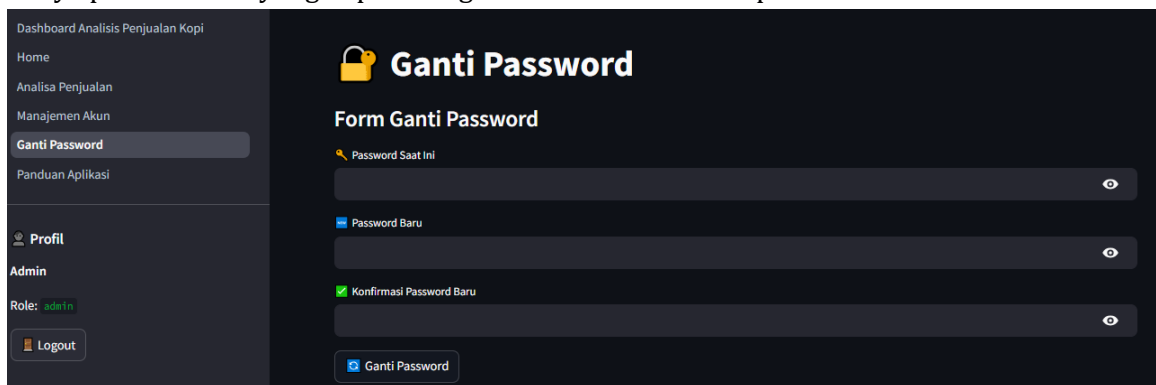 Dashboard Analisis Penjualan Kopi
Home
Analisa Penjualan
Manajemen Akun
Ganti Password
Panduan Aplikasi
Profil
Admin
Role: admin
Logout
Ganti Password
Form Ganti Password
Password Saat Ini
Password Baru
Konfirmasi Password Baru
Ganti Password